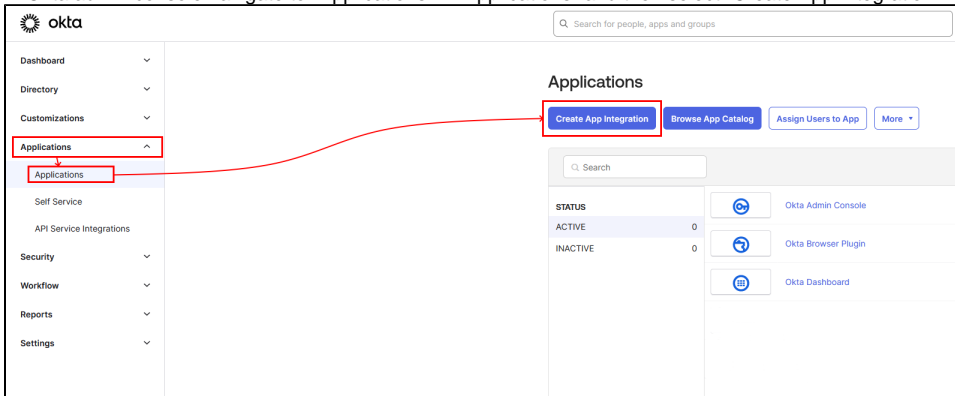 okta
Search for people, apps and groups
Dashboard
Directory
Customizations
Applications
Applications
Self Service
API Service Integrations
Security
Workflow
Reports
Settings
Applications
Create App Integration
Browse App Catalog
Assign Users to App
More
Search
STATUS
ACTIVE 0
INACTIVE 0
Okta Admin Console
Okta Browser Plugin
Okta Dashboard